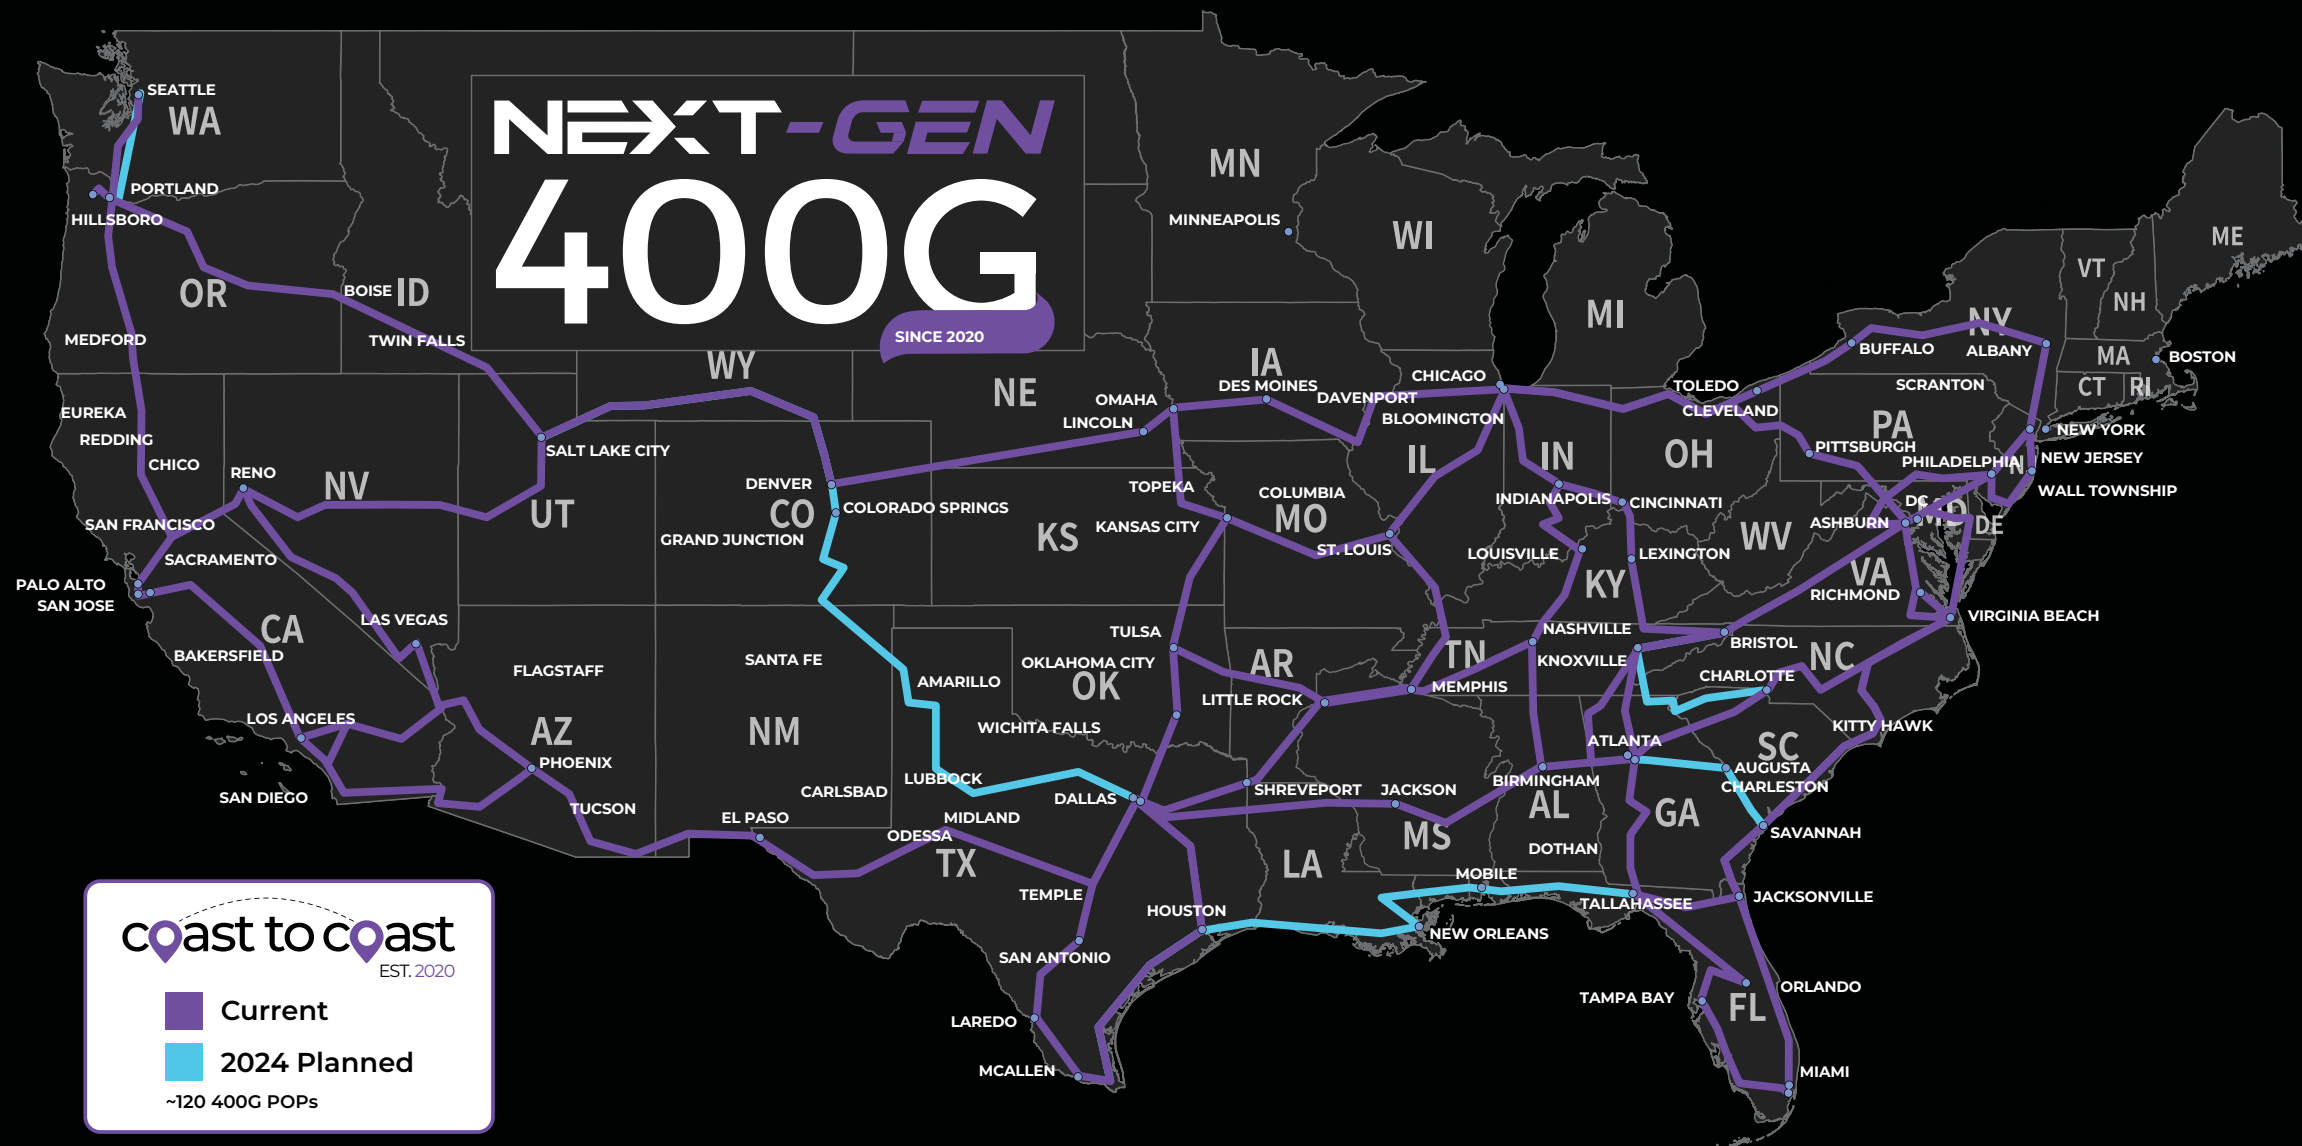 NEXT-GEN
400G
SINCE 2020
SEATTLE
WA
PORTLAND
HILLSBORO
OR
BOISE
ID
MEDFORD
TWIN FALLS
WY
MN
MINNEAPOLIS
WI
MI
ME
VT
NH
NY
ALBANY
BUFFALO
MA
BOSTON
CT
RI
SCRANTON
EUREKA
REDDING
CHICO
RENO
NV
SALT LAKE CITY
UT
NE
OMAHA
LINCOLN
IA
DES MOINES
DAVENPORT
CHICAGO
BLOOMINGTON
TOLEDO
CLEVELAND
PA
PITTSBURGH
PHILADELPHIA
NEW YORK
N
NEW JERSEY
WALL TOWNSHIP
DENVER
CO
COLORADO SPRINGS
GRAND JUNCTION
TOPEKA
KS
KANSAS CITY
COLUMBIA
MO
ST. LOUIS
IL
IN
INDIANAPOLIS
OH
CINCINNATI
LOUISVILLE
LEXINGTON
KY
WV
DC
MD
DE
ASHBURN
VA
RICHMOND
VIRGINIA BEACH
SAN FRANCISCO
SACRAMENTO
PALO ALTO
SAN JOSE
CA
LAS VEGAS
BAKERSFIELD
FLAGSTAFF
SANTA FE
LOS ANGELES
AZ
NM
PHOENIX
SAN DIEGO
TUCSON
TULSA
OKLAHOMA CITY
OK
AMARILLO
WICHITA FALLS
AR
LITTLE ROCK
TN
MEMPHIS
NASHVILLE
KNOXVILLE
BRISTOL
CHARLOTTE
NC
KITTY HAWK
SC
ATLANTA
AUGUSTA
CHARLESTON
BIRMINGHAM
AL
GA
SAVANNAH
LUBBOCK
CARLSBAD
EL PASO
MIDLAND
ODESSA
TX
DALLAS
SHREVEPORT
JACKSON
MS
LA
DOTHAN
MOBILE
TALLAHASSEE
JACKSONVILLE
TEMPLE
HOUSTON
NEW ORLEANS
SAN ANTONIO
LAREDO
MCALLEN
TAMPA BAY
FL
ORLANDO
MIAMI
coast to coast
EST. 2020
Current
2024 Planned
~120 400G POPs